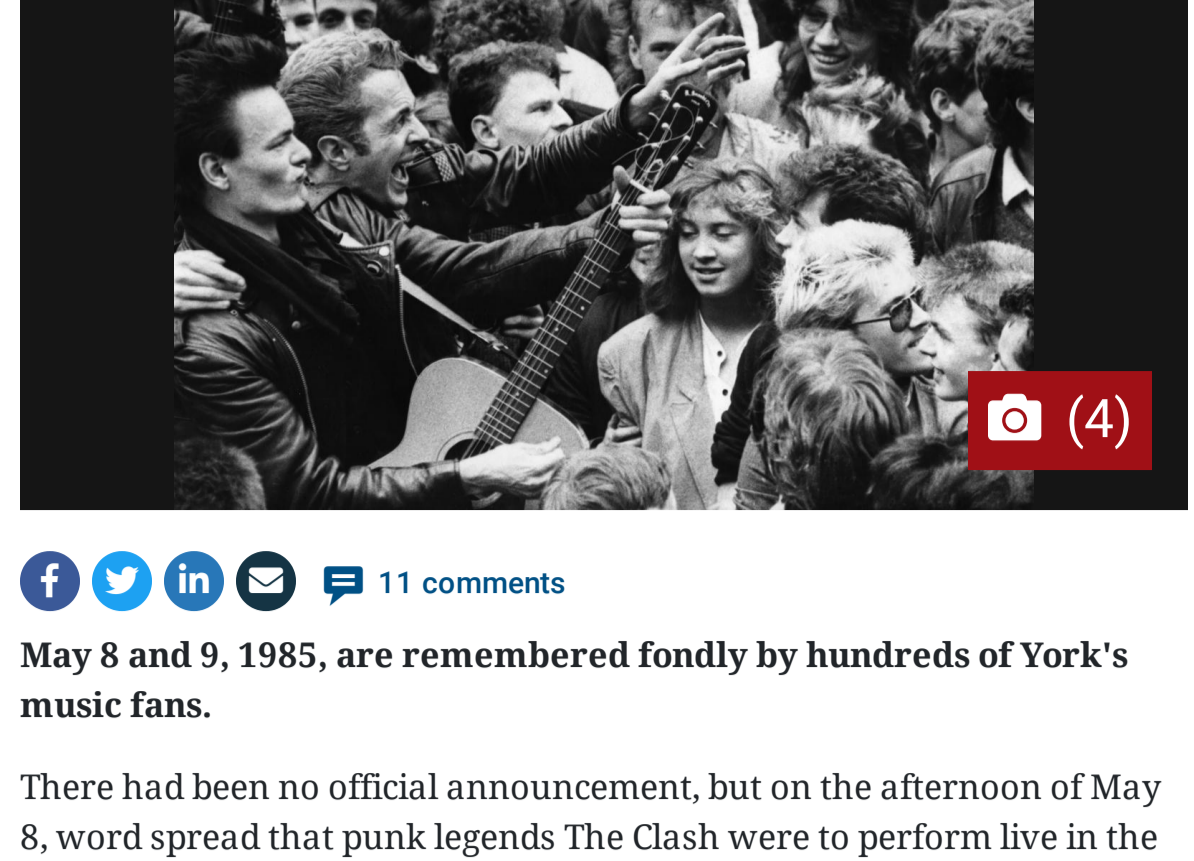 (4)
11 comments
May 8 and 9, 1985, are remembered fondly by hundreds of York's
music fans.
There had been no official announcement, but on the afternoon of May
8, word spread that punk legends The Clash were to perform live in the